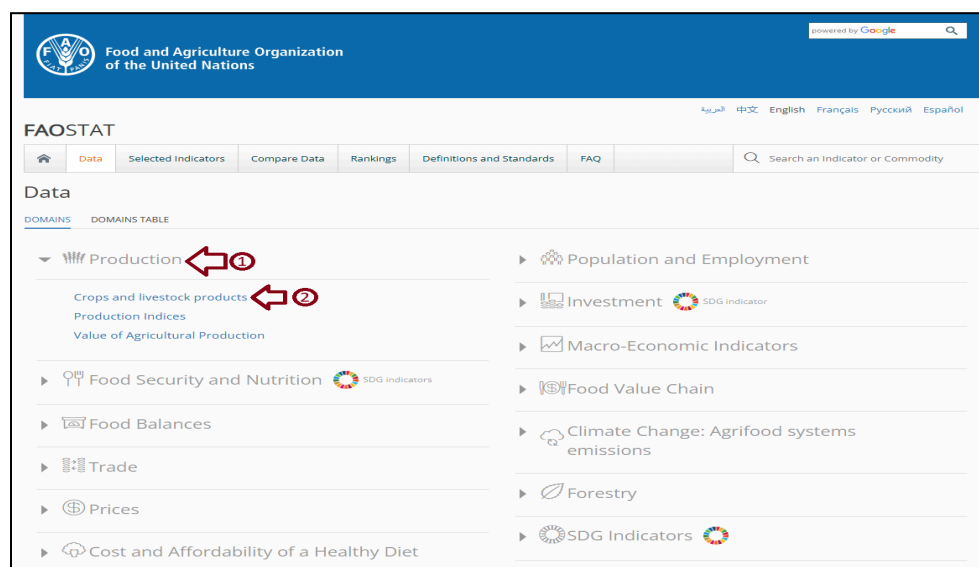 powered by Google
Food and Agriculture Organization
of the United Nations
العربية 中文 English Français Русский Español
FAOSTAT
Data Selected Indicators Compare Data Rankings Definitions and Standards FAQ Search an Indicator or Commodity
Data
DOMAINS DOMAINS TABLE
Production 1
Crops and livestock products 2
Production Indices
Value of Agricultural Production
Food Security and Nutrition SDG indicators
Food Balances
Trade
Prices
Cost and Affordability of a Healthy Diet
Population and Employment
Investment SDG indicator
Macro-Economic Indicators
Food Value Chain
Climate Change: Agrifood systems
emissions
Forestry
SDG Indicators